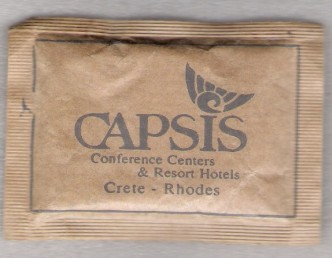 CAPSIS
Conference Centers
& Resort Hotels
Crete - Rhodes